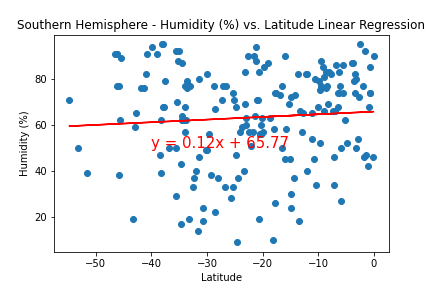 Southern Hemisphere - Humidity (%) vs. Latitude Linear Regression
Humidity (%)
80
60
40
20
y = 0.12x + 65.77
−50
−40
−30
−20
−10
0
Latitude